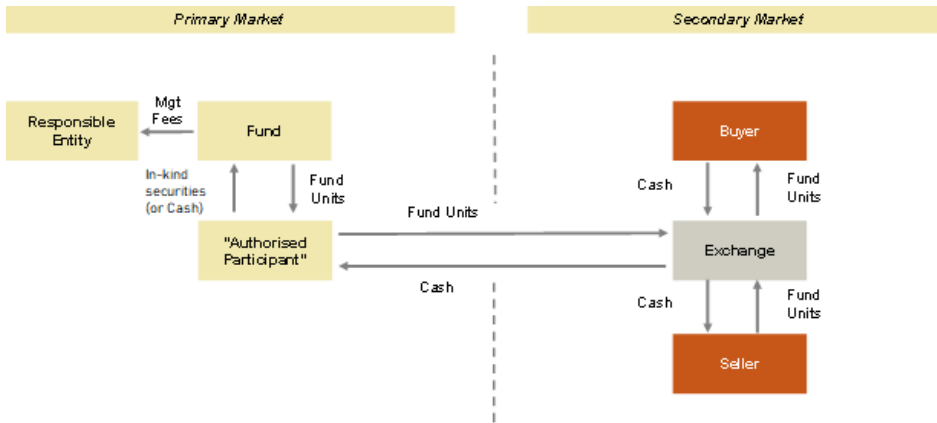 Primary Market
Secondary Market
Mgt
Fees
Responsible
Entity
Fund
Buyer
In-kind
securities
(or Cash)
Fund
Units
Cash
Fund
Units
Fund Units
"Authorised
Participant"
Exchange
Cash
Cash
Fund
Units
Seller